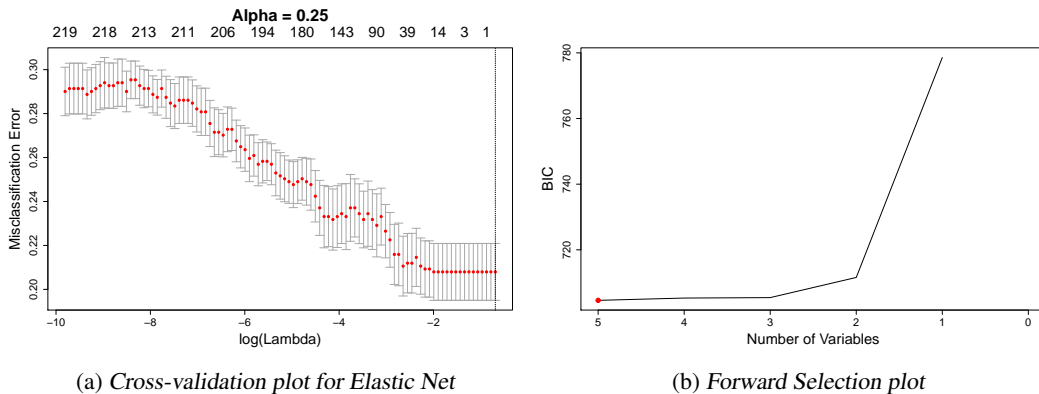 Alpha = 0.25
219 218 213 211 206 194 180 143 90 39 14 3 1
Misclassification Error
0.30
0.28
0.26
0.24
0.22
0.20
−10 −8 −6 −4 −2
log(Lambda)
(a) Cross-validation plot for Elastic Net
BIC
780
760
740
720
5 4 3 2 1 0
Number of Variables
(b) Forward Selection plot